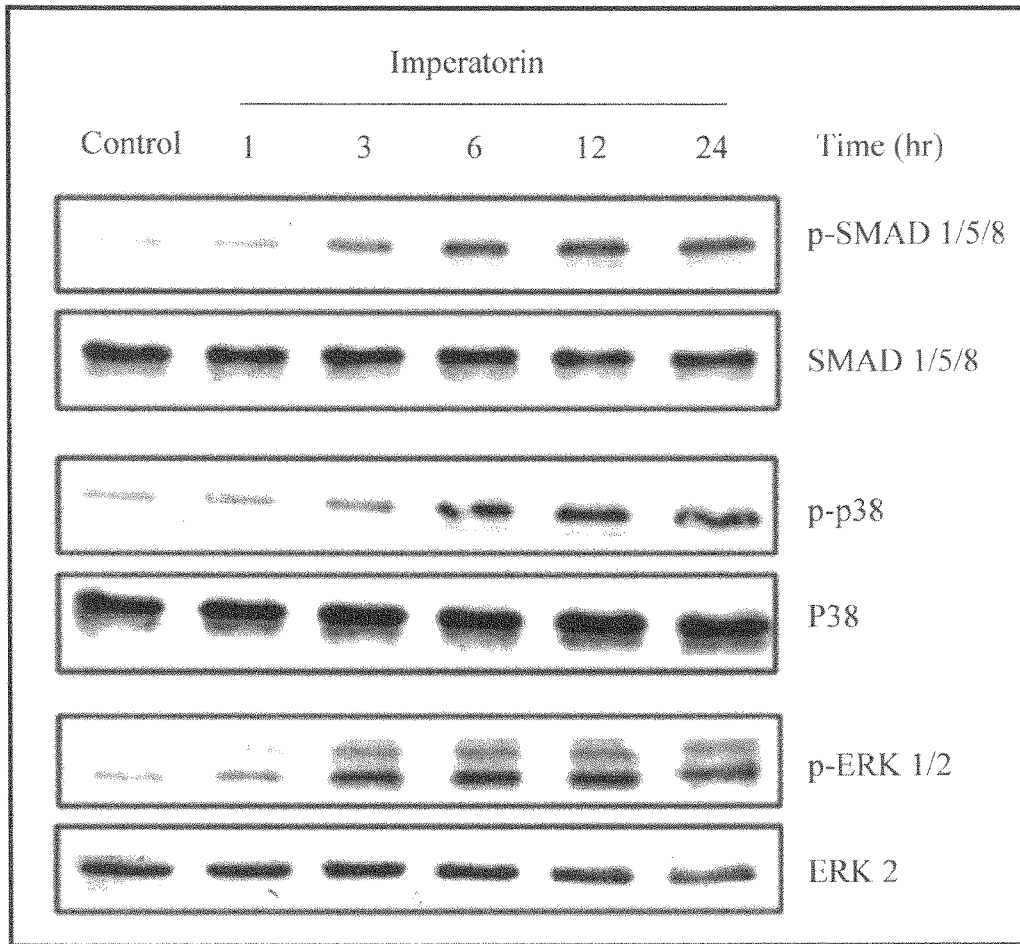 Imperatorin
Control 1 3 6 12 24 Time (hr)
p-SMAD 1/5/8
SMAD 1/5/8
p-p38
P38
p-ERK 1/2
ERK 2